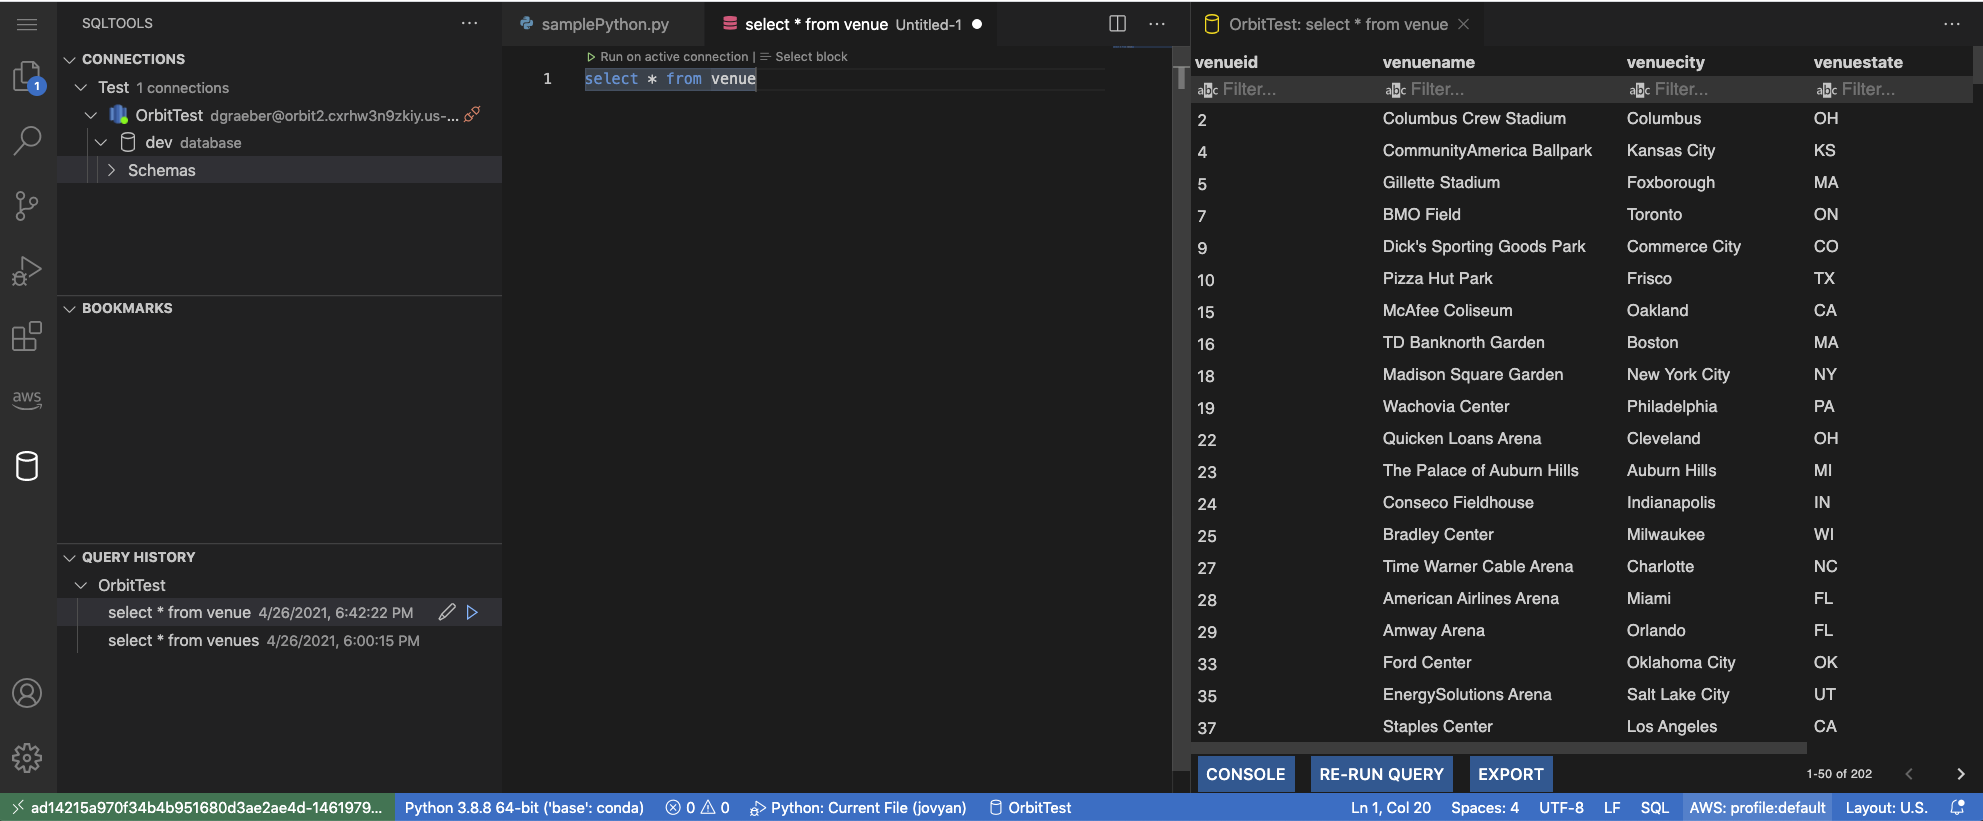 SQLTOOLS
CONNECTIONS
Test 1 connections
OrbitTest dgraeber@orbit2.cxrhw3n9zkiy.us-...
dev database
Schemas
BOOKMARKS
QUERY HISTORY
OrbitTest
select * from venue 4/26/2021, 6:42:22 PM
select * from venues 4/26/2021, 6:00:15 PM
1
aws
samplePython.py
select * from venue Untitled-1
Run on active connection | Select block
1 select * from venue
OrbitTest: select * from venue
venueid venuename venuecity venuestate
abc Filter... abc Filter... abc Filter... abc Filter...
2 Columbus Crew Stadium Columbus OH
4 CommunityAmerica Ballpark Kansas City KS
5 Gillette Stadium Foxborough MA
7 BMO Field Toronto ON
9 Dick's Sporting Goods Park Commerce City CO
10 Pizza Hut Park Frisco TX
15 McAfee Coliseum Oakland CA
16 TD Banknorth Garden Boston MA
18 Madison Square Garden New York City NY
19 Wachovia Center Philadelphia PA
22 Quicken Loans Arena Cleveland OH
23 The Palace of Auburn Hills Auburn Hills MI
24 Conseco Fieldhouse Indianapolis IN
25 Bradley Center Milwaukee WI
27 Time Warner Cable Arena Charlotte NC
28 American Airlines Arena Miami FL
29 Amway Arena Orlando FL
33 Ford Center Oklahoma City OK
35 EnergySolutions Arena Salt Lake City UT
37 Staples Center Los Angeles CA
CONSOLE RE-RUN QUERY EXPORT 1-50 of 202
ad14215a970f34b4b951680d3ae2ae4d-1461979... Python 3.8.8 64-bit ('base': conda) 0 0 Python: Current File (jovyan) OrbitTest Ln 1, Col 20 Spaces: 4 UTF-8 LF SQL AWS: profile:default Layout: U.S.